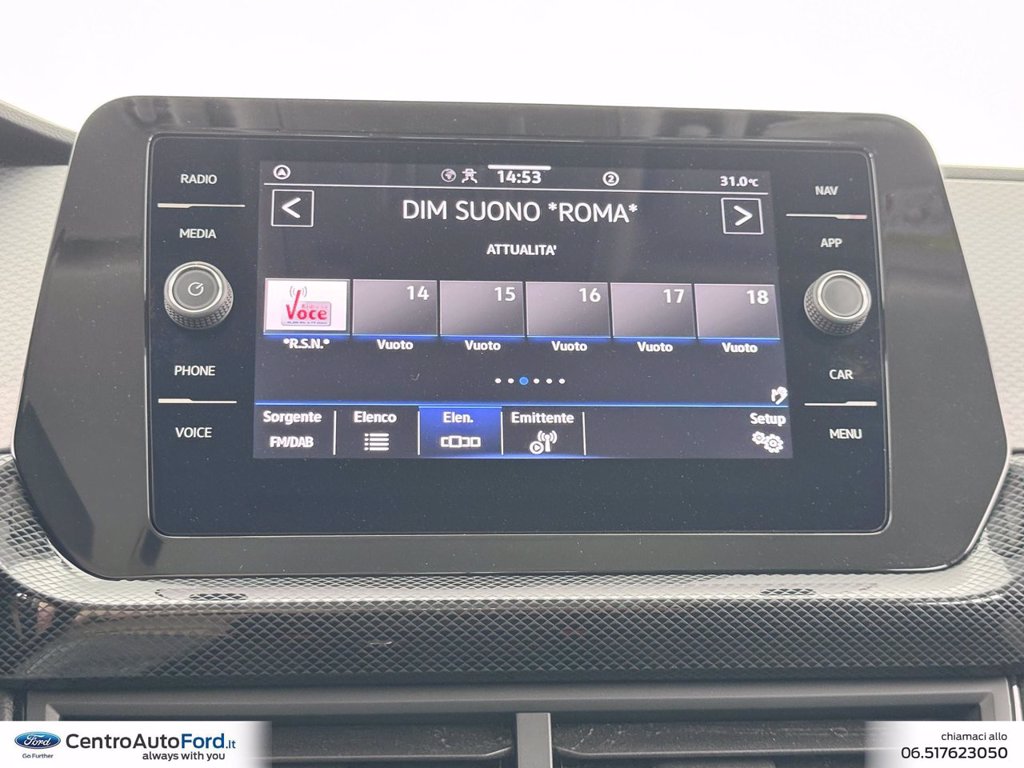 RADIO
MEDIA
PHONE
VOICE
14:53
2
31.0°C
DIM SUONO *ROMA*
ATTUALITA'
Voce
14
15
16
17
18
*R.S.N.*
Vuoto
Vuoto
Vuoto
Vuoto
Vuoto
Sorgente
FM/DAB
Elenco
Elen.
Emittente
Setup
NAV
APP
CAR
MENU
Ford
Go Further
CentroAutoFord.it
always with you
chiamaci allo
06.517623050